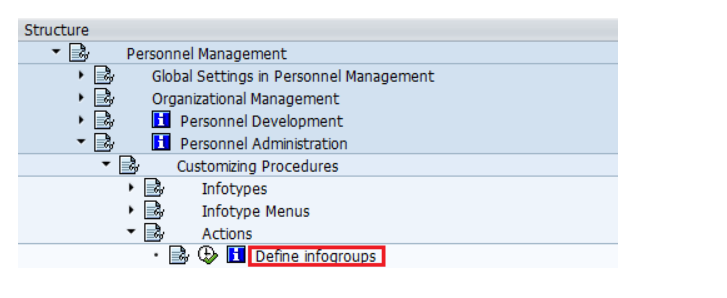 Structure
Personnel Management
Global Settings in Personnel Management
Organizational Management
Personnel Development
Personnel Administration
Customizing Procedures
Infotypes
Infotype Menus
Actions
Define infogroups